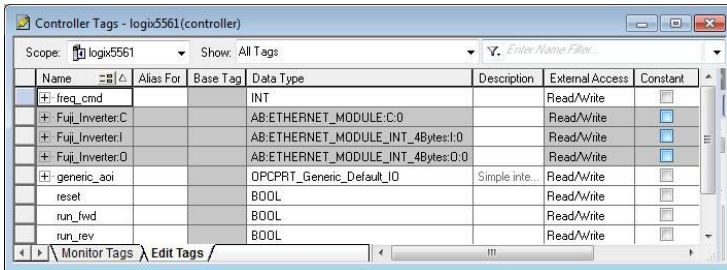 Controller Tags - logix5561(controller)
Scope: logix5561 Show: All Tags Enter Name Filter...
Name Alias For Base Tag Data Type Description External Access Constant
freq_cmd INT Read/Write
Fuji_Inverter:C AB:ETHERNET_MODULE:C:0 Read/Write
Fuji_Inverter:I AB:ETHERNET_MODULE_INT_4Bytes:I:0 Read/Write
Fuji_Inverter:O AB:ETHERNET_MODULE_INT_4Bytes:O:0 Read/Write
generic_aoi OPCPRT_Generic_Default_IO Simple inte... Read/Write
reset BOOL Read/Write
run_fwd BOOL Read/Write
run_rev BOOL Read/Write
Monitor Tags Edit Tags